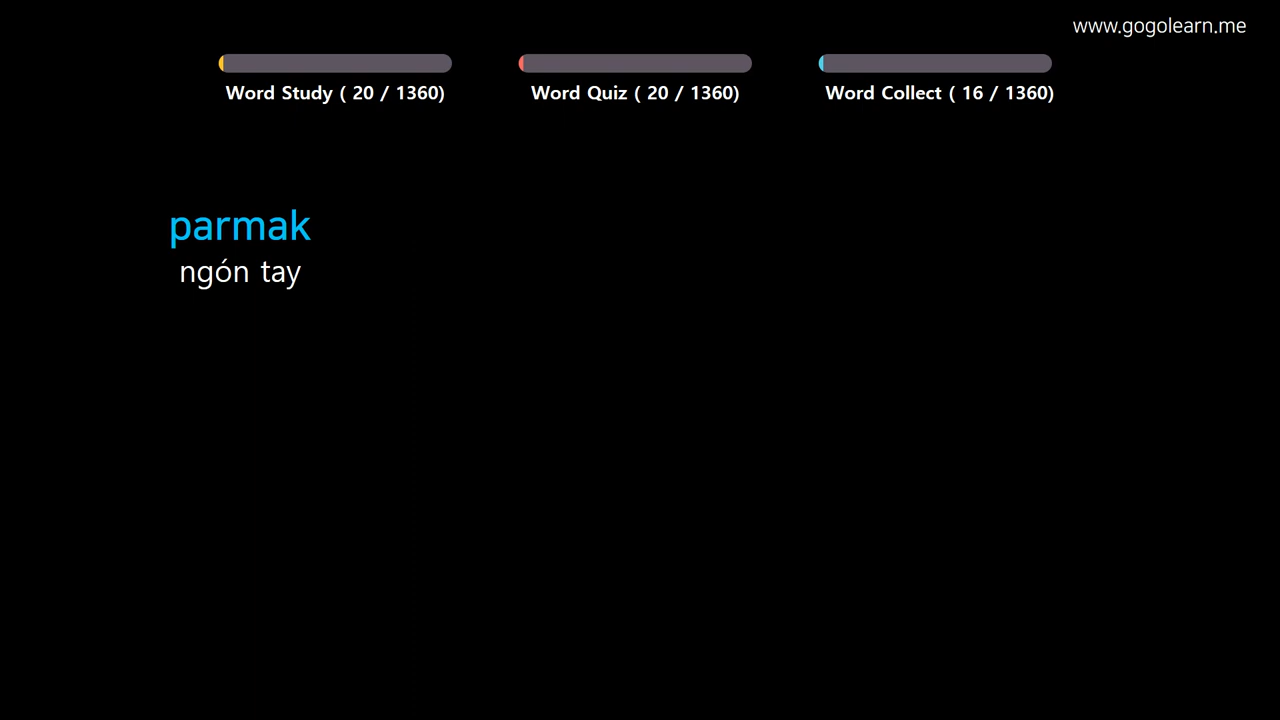 www.gogolearn.me
Word Study ( 20 / 1360)
Word Quiz ( 20 / 1360)
Word Collect ( 16 / 1360)
parmak
ngón tay